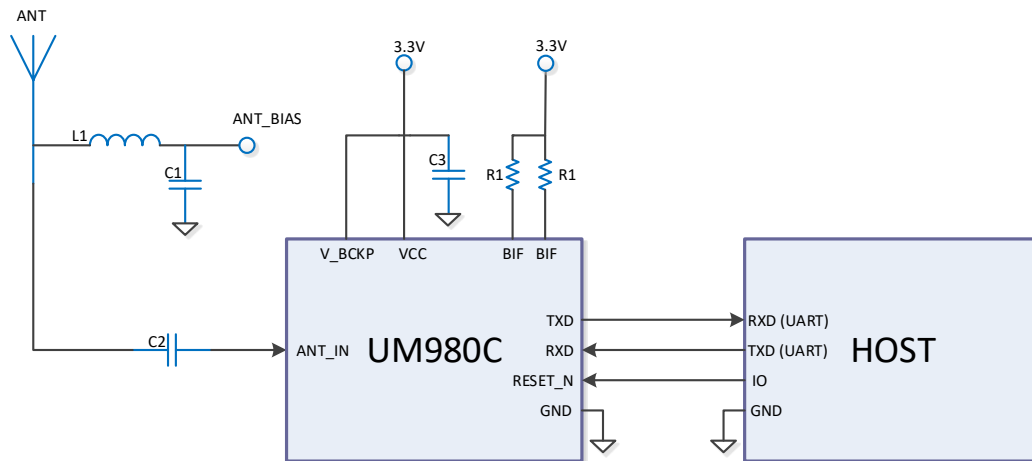 ANT
3.3V
3.3V
L1
ANT_BIAS
C1
C3
R1
R1
V_BCKP
VCC
BIF
BIF
C2
ANT_IN
UM980C
TXD
RXD
RESET_N
GND
RXD (UART)
TXD (UART)
IO
GND
HOST